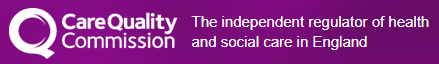 CareQuality
Commission
The independent regulator of health
and social care in England